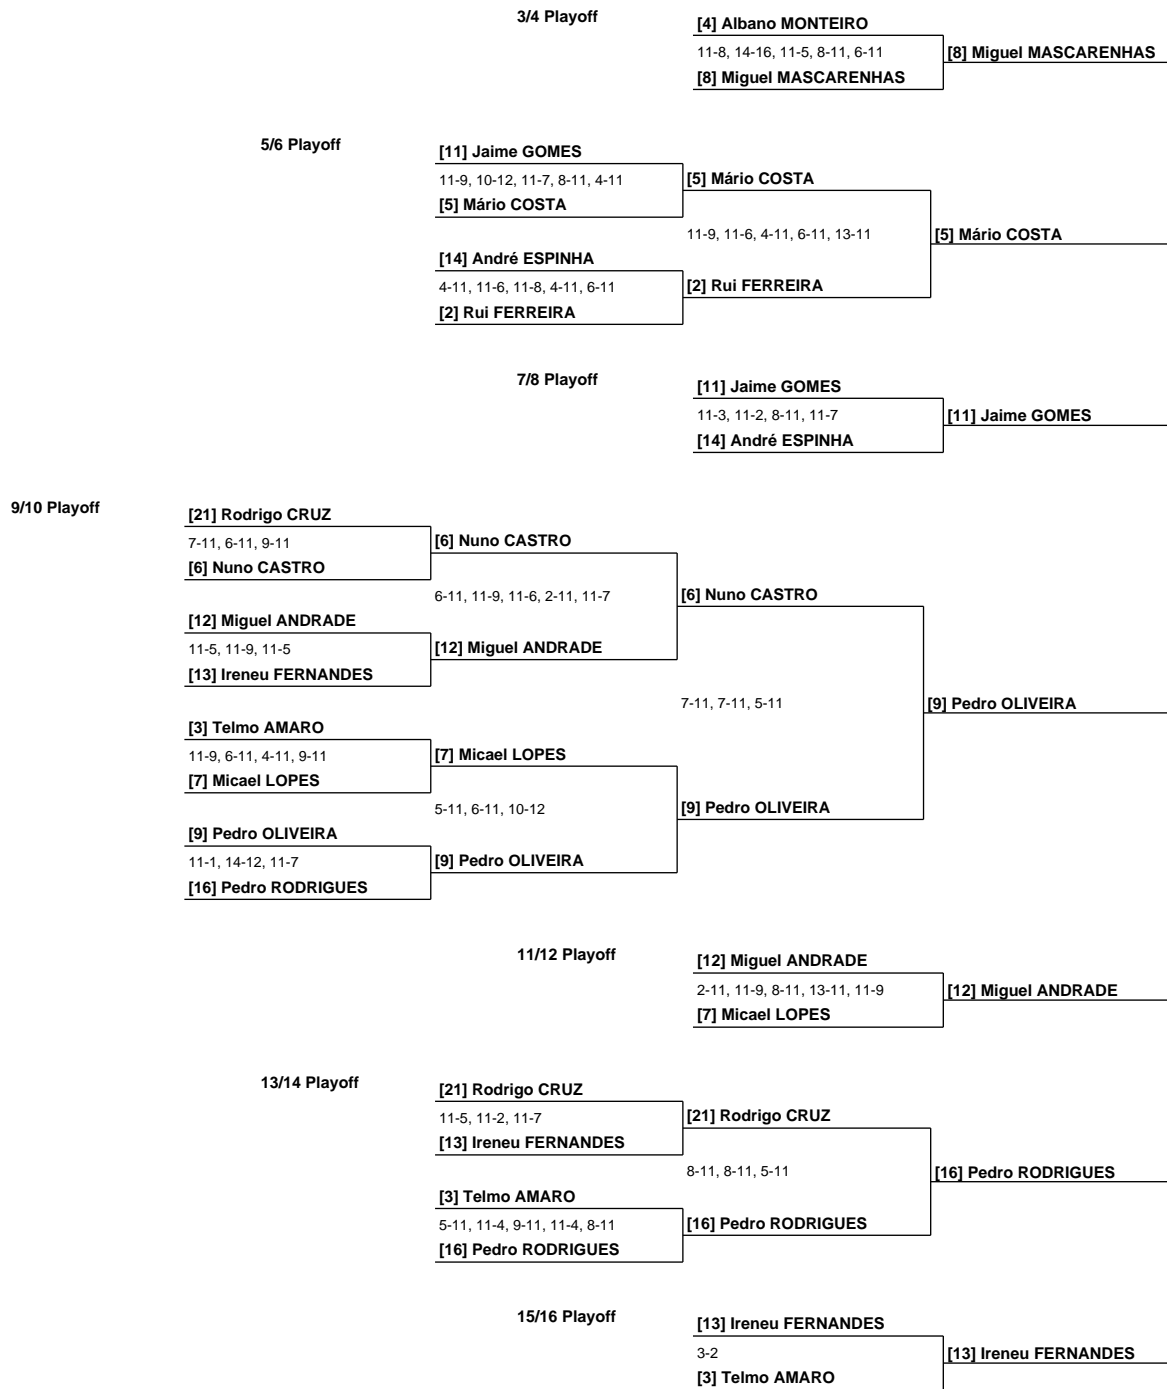 3/4 Playoff
[4] Albano MONTEIRO
11-8, 14-16, 11-5, 8-11, 6-11
[8] Miguel MASCARENHAS
[8] Miguel MASCARENHAS
5/6 Playoff
[11] Jaime GOMES
11-9, 10-12, 11-7, 8-11, 4-11
[5] Mário COSTA
[5] Mário COSTA
11-9, 11-6, 4-11, 6-11, 13-11
[5] Mário COSTA
[14] André ESPINHA
4-11, 11-6, 11-8, 4-11, 6-11
[2] Rui FERREIRA
[2] Rui FERREIRA
7/8 Playoff
[11] Jaime GOMES
11-3, 11-2, 8-11, 11-7
[11] Jaime GOMES
[14] André ESPINHA
9/10 Playoff
[21] Rodrigo CRUZ
7-11, 6-11, 9-11
[6] Nuno CASTRO
[6] Nuno CASTRO
6-11, 11-9, 11-6, 2-11, 11-7
[6] Nuno CASTRO
[12] Miguel ANDRADE
11-5, 11-9, 11-5
[12] Miguel ANDRADE
[13] Ireneu FERNANDES
7-11, 7-11, 5-11
[9] Pedro OLIVEIRA
[3] Telmo AMARO
11-9, 6-11, 4-11, 9-11
[7] Micael LOPES
[7] Micael LOPES
5-11, 6-11, 10-12
[9] Pedro OLIVEIRA
[9] Pedro OLIVEIRA
11-1, 14-12, 11-7
[9] Pedro OLIVEIRA
[16] Pedro RODRIGUES
11/12 Playoff
[12] Miguel ANDRADE
2-11, 11-9, 8-11, 13-11, 11-9
[12] Miguel ANDRADE
[7] Micael LOPES
13/14 Playoff
[21] Rodrigo CRUZ
11-5, 11-2, 11-7
[21] Rodrigo CRUZ
[13] Ireneu FERNANDES
8-11, 8-11, 5-11
[16] Pedro RODRIGUES
[3] Telmo AMARO
5-11, 11-4, 9-11, 11-4, 8-11
[16] Pedro RODRIGUES
[16] Pedro RODRIGUES
15/16 Playoff
[13] Ireneu FERNANDES
3-2
[13] Ireneu FERNANDES
[3] Telmo AMARO